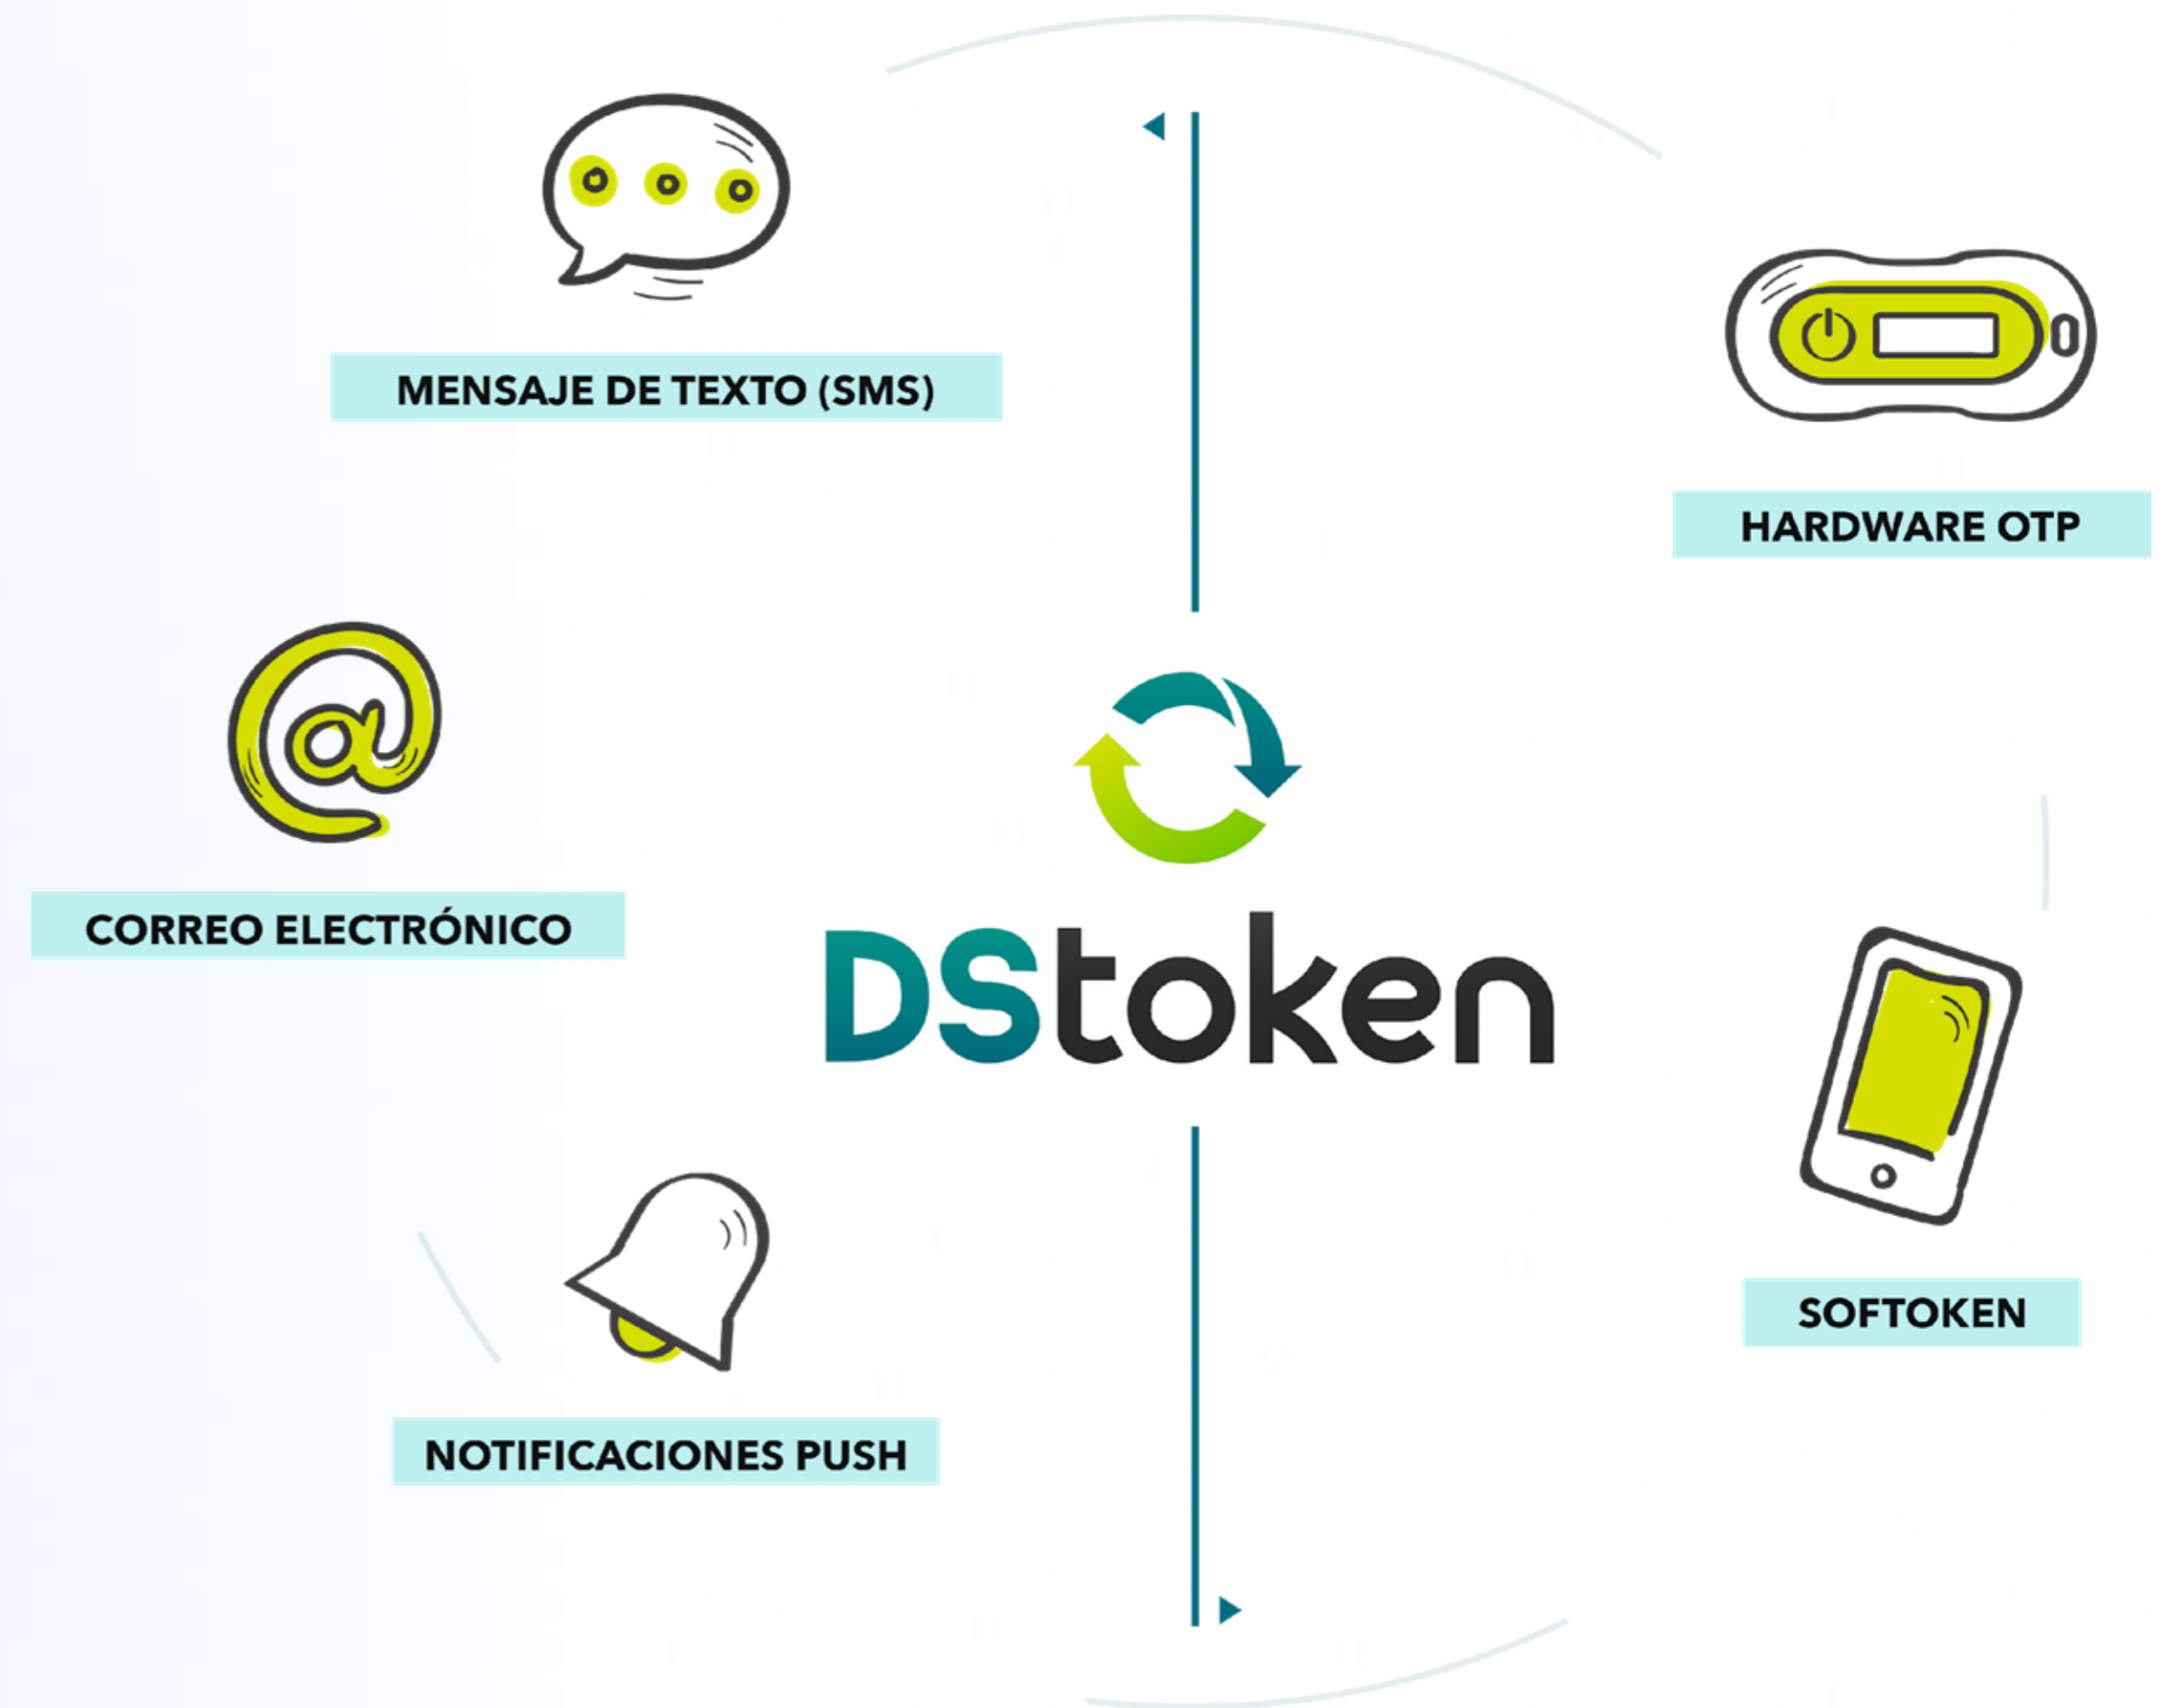 MENSAJE DE TEXTO (SMS)
HARDWARE OTP
CORREO ELECTRÓNICO
DStoken
SOFTOKEN
NOTIFICACIONES PUSH